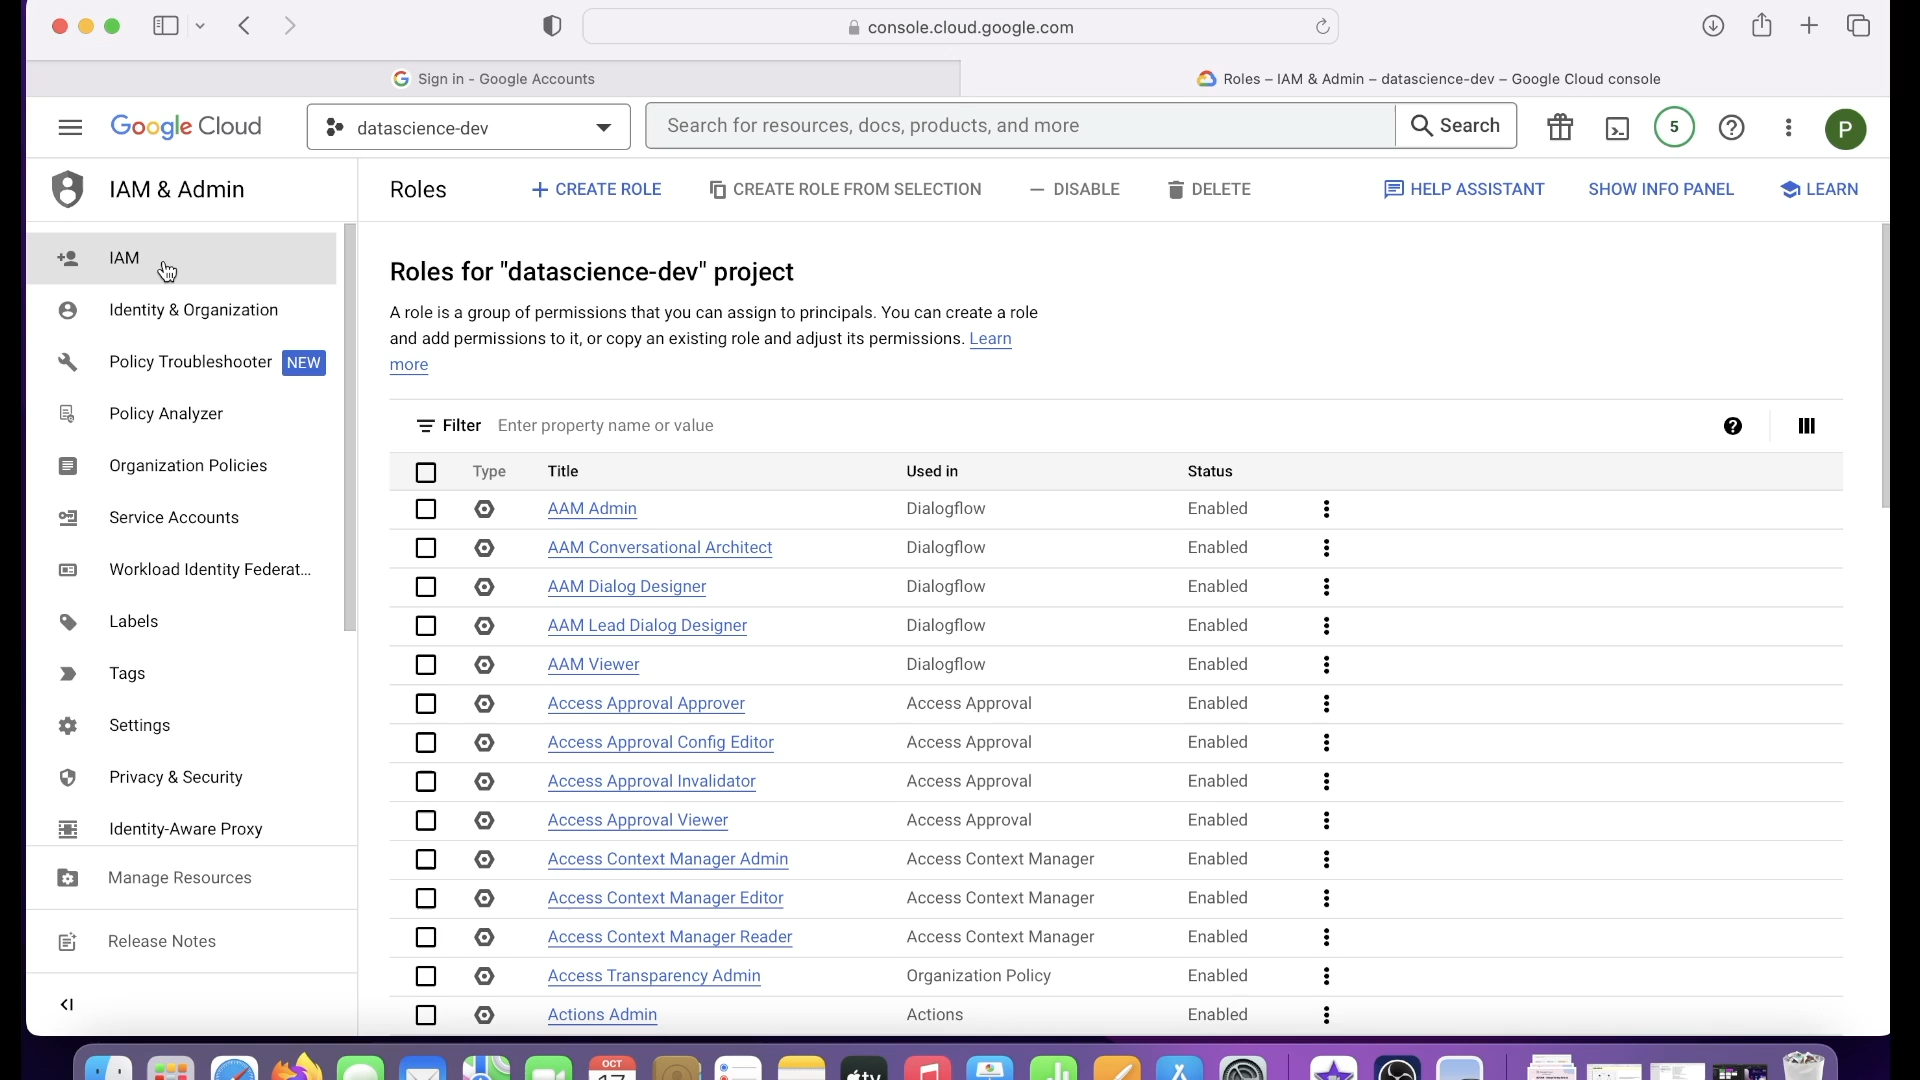 console.cloud.google.com
Sign in - Google Accounts
Roles – IAM & Admin – datascience-dev – Google Cloud console
Google Cloud
datascience-dev
Search for resources, docs, products, and more
Search
5
P
IAM & Admin
Roles
CREATE ROLE
CREATE ROLE FROM SELECTION
DISABLE
DELETE
HELP ASSISTANT
SHOW INFO PANEL
LEARN
IAM
Identity & Organization
Policy Troubleshooter NEW
Policy Analyzer
Organization Policies
Service Accounts
Workload Identity Federat...
Labels
Tags
Settings
Privacy & Security
Identity-Aware Proxy
Manage Resources
Release Notes
Roles for "datascience-dev" project
A role is a group of permissions that you can assign to principals. You can create a role
and add permissions to it, or copy an existing role and adjust its permissions. Learn
more
Filter Enter property name or value
Type Title Used in Status
AAM Admin Dialogflow Enabled
AAM Conversational Architect Dialogflow Enabled
AAM Dialog Designer Dialogflow Enabled
AAM Lead Dialog Designer Dialogflow Enabled
AAM Viewer Dialogflow Enabled
Access Approval Approver Access Approval Enabled
Access Approval Config Editor Access Approval Enabled
Access Approval Invalidator Access Approval Enabled
Access Approval Viewer Access Approval Enabled
Access Context Manager Admin Access Context Manager Enabled
Access Context Manager Editor Access Context Manager Enabled
Access Context Manager Reader Access Context Manager Enabled
Access Transparency Admin Organization Policy Enabled
Actions Admin Actions Enabled
OCT
17
tv